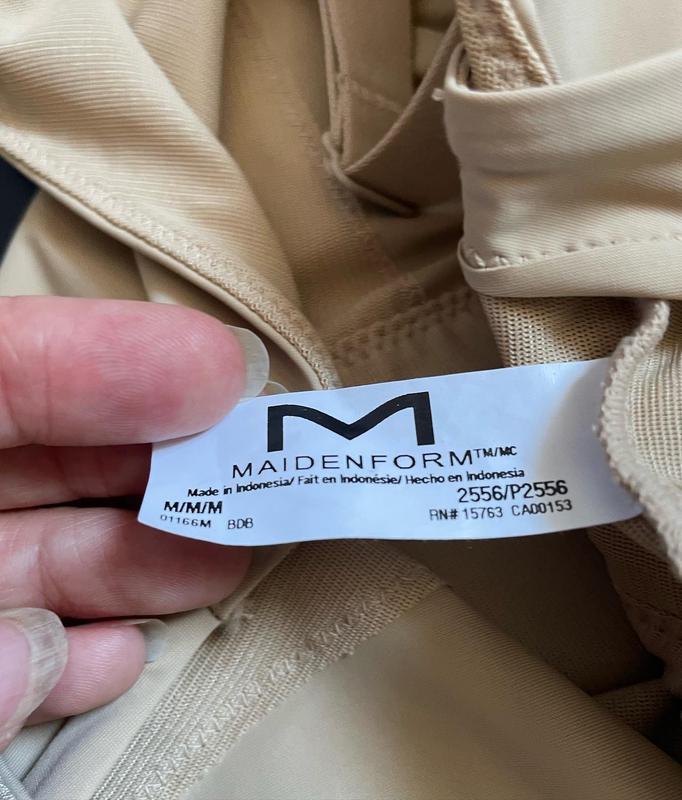 MAIDENFORM™/MC
Made in Indonesia/ Fait en Indonésie/ Hecho en Indonesia
M/M/M 2556/P2556
01166M BDB RN# 15763 CA00153